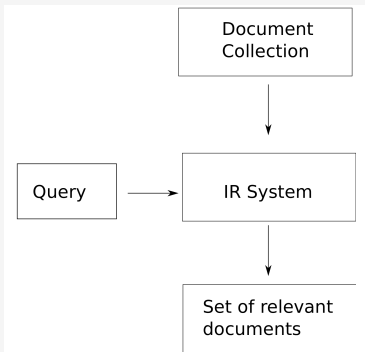 Document
Collection
Query
IR System
Set of relevant
documents